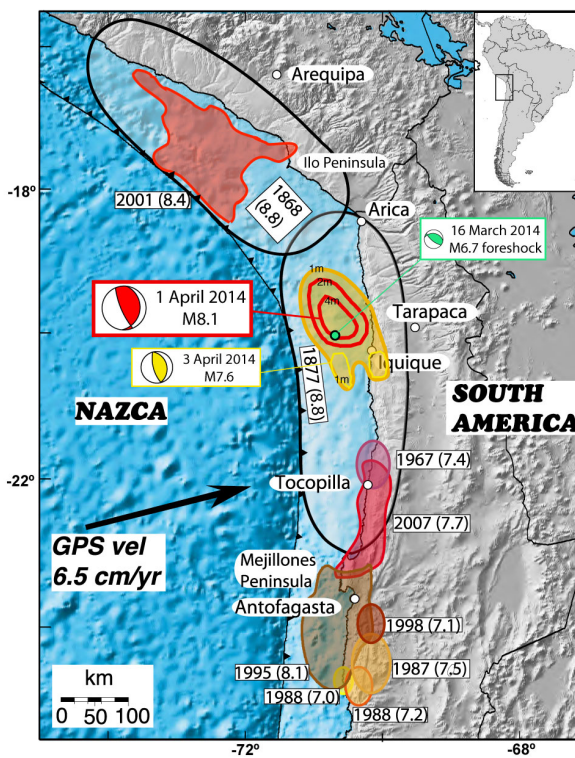 Arequipa
Ilo Peninsula
-18°
2001 (8.4)
1868
(8.8)
Arica
16 March 2014
M6.7 foreshock
1m
2m
4m
1 April 2014
M8.1
Tarapaca
3 April 2014
M7.6
1m
Iquique
1877 (8.8)
NAZCA
SOUTH
AMERICA
1967 (7.4)
-22°
Tocopilla
2007 (7.7)
GPS vel
6.5 cm/yr
Mejillones
Peninsula
Antofagasta
1998 (7.1)
1995 (8.1)
1987 (7.5)
1988 (7.0)
1988 (7.2)
km
0 50 100
-72°
-68°